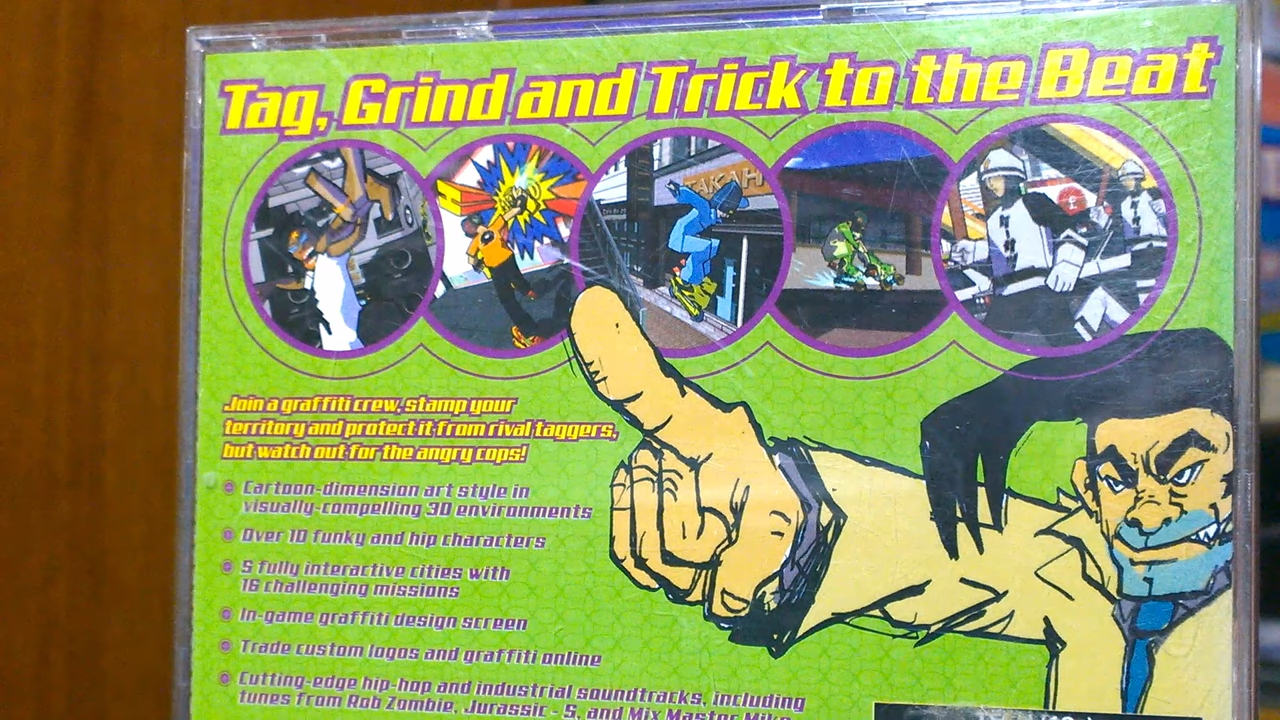 Tag, Grind and Trick to the Beat
TAKAH
Join a graffiti crew, stamp your
territory and protect it from rival taggers,
but watch out for the angry cops!
Cartoon-dimension art style in
visually-compelling 3D environments
Over 10 funky and hip characters
5 fully interactive cities with
16 challenging missions
In-game graffiti design screen
Trade custom logos and graffiti online
Cutting-edge hip-hop and industrial soundtracks, including
tunes from Rob Zombie, Jurassic - 5, and Mix Master Mike